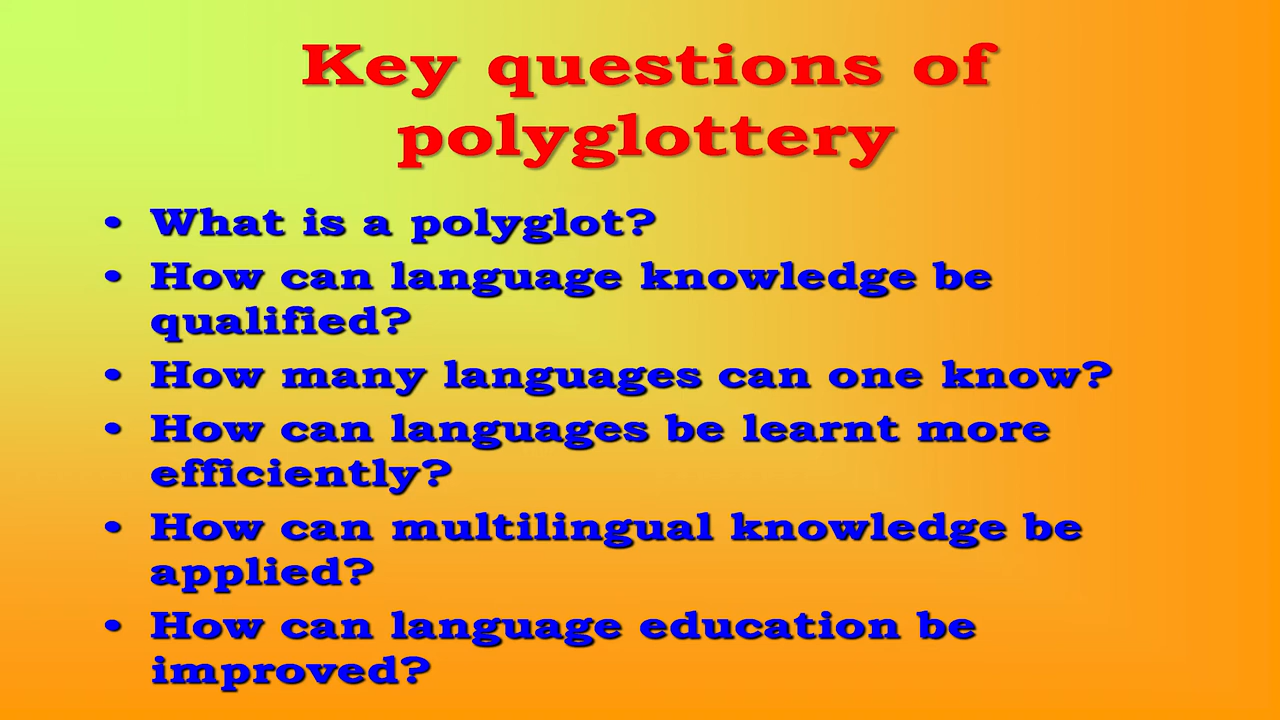 Key questions of
polyglottery
• What is a polyglot?
• How can language knowledge be
qualified?
• How many languages can one know?
• How can languages be learnt more
efficiently?
• How can multilingual knowledge be
applied?
• How can language education be
improved?